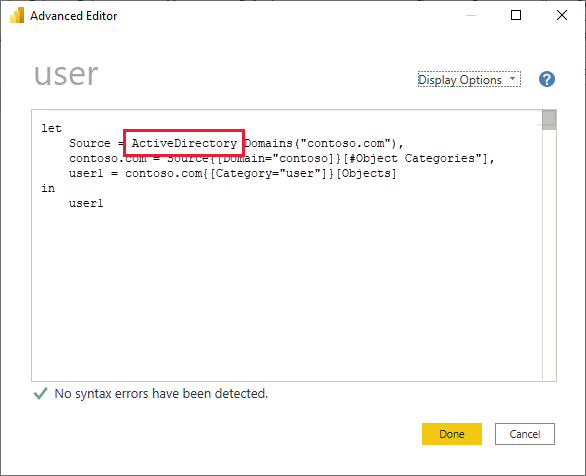 Advanced Editor
user
Display Options
?
let
    Source = ActiveDirectory Domains("contoso.com"),
    contoso.com = Source{[Domain="contoso]}[#Object Categories"],
    user1 = contoso.com{[Category="user"]}[Objects]
in
    user1
No syntax errors have been detected.
Done
Cancel